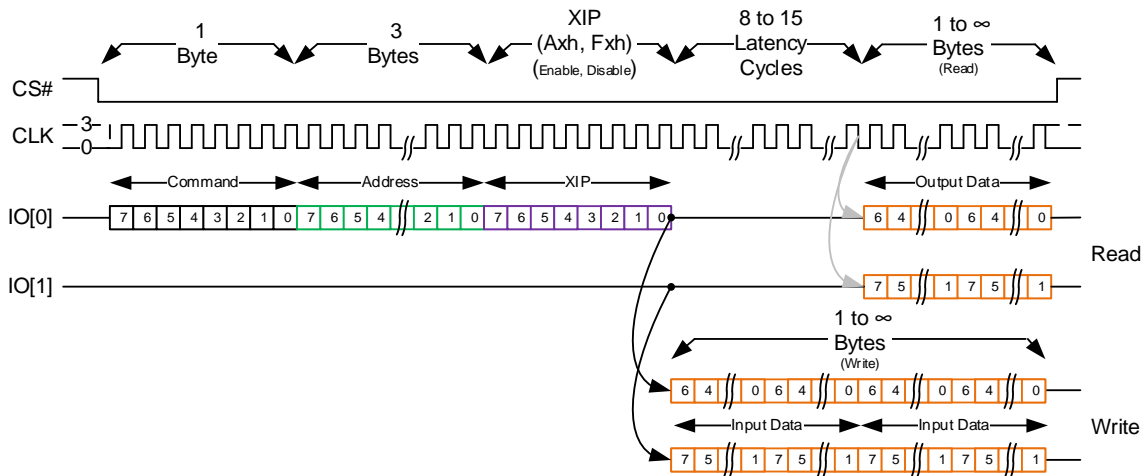 1 Byte
3 Bytes
XIP (Axh, Fxh) (Enable, Disable)
8 to 15 Latency Cycles
1 to ∞ Bytes (Read)
CS#
CLK 3 0
Command Address XIP Output Data
IO[0] 7 6 5 4 3 2 1 0 7 6 5 4 2 1 0 7 6 5 4 3 2 1 0 6 4 0 6 4 0
Read
IO[1] 7 5 1 7 5 1
1 to ∞ Bytes (Write)
6 4 0 6 4 0 6 4 0 6 4 0
Input Data Input Data
Write
7 5 1 7 5 1 7 5 1 7 5 1